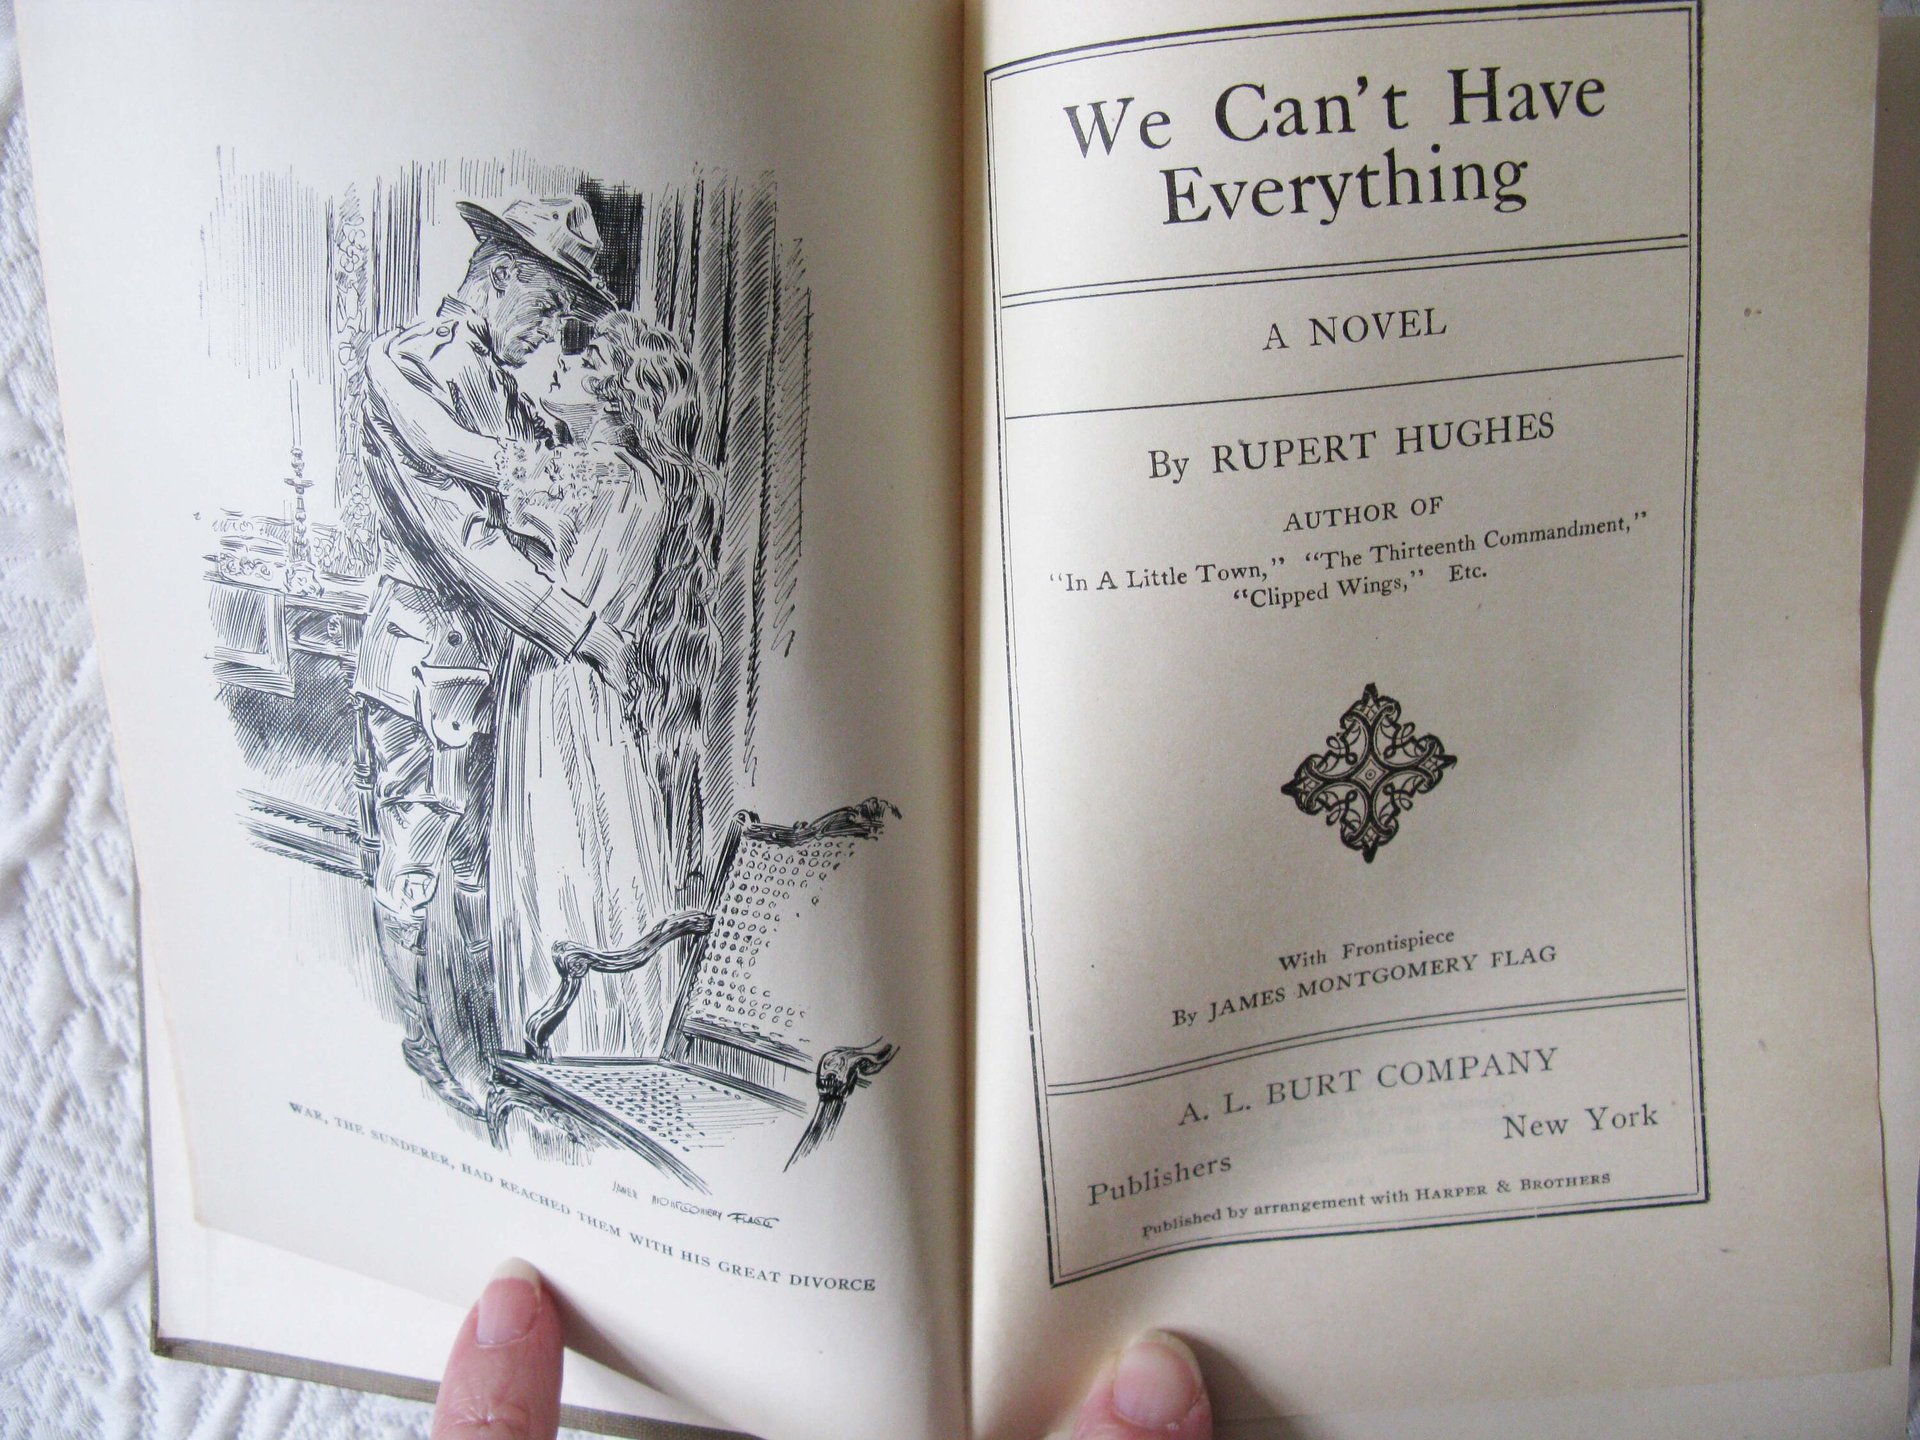 JAMES MONTGOMERY FLAGG
WAR, THE SUNDERER, HAD REACHED THEM WITH HIS GREAT DIVORCE
We Can't Have
Everything
A NOVEL
By RUPERT HUGHES
AUTHOR OF
"In A Little Town," "The Thirteenth Commandment,"
"Clipped Wings," Etc.
With Frontispiece
By JAMES MONTGOMERY FLAG
A. L. BURT COMPANY
Publishers New York
Published by arrangement with HARPER & BROTHERS